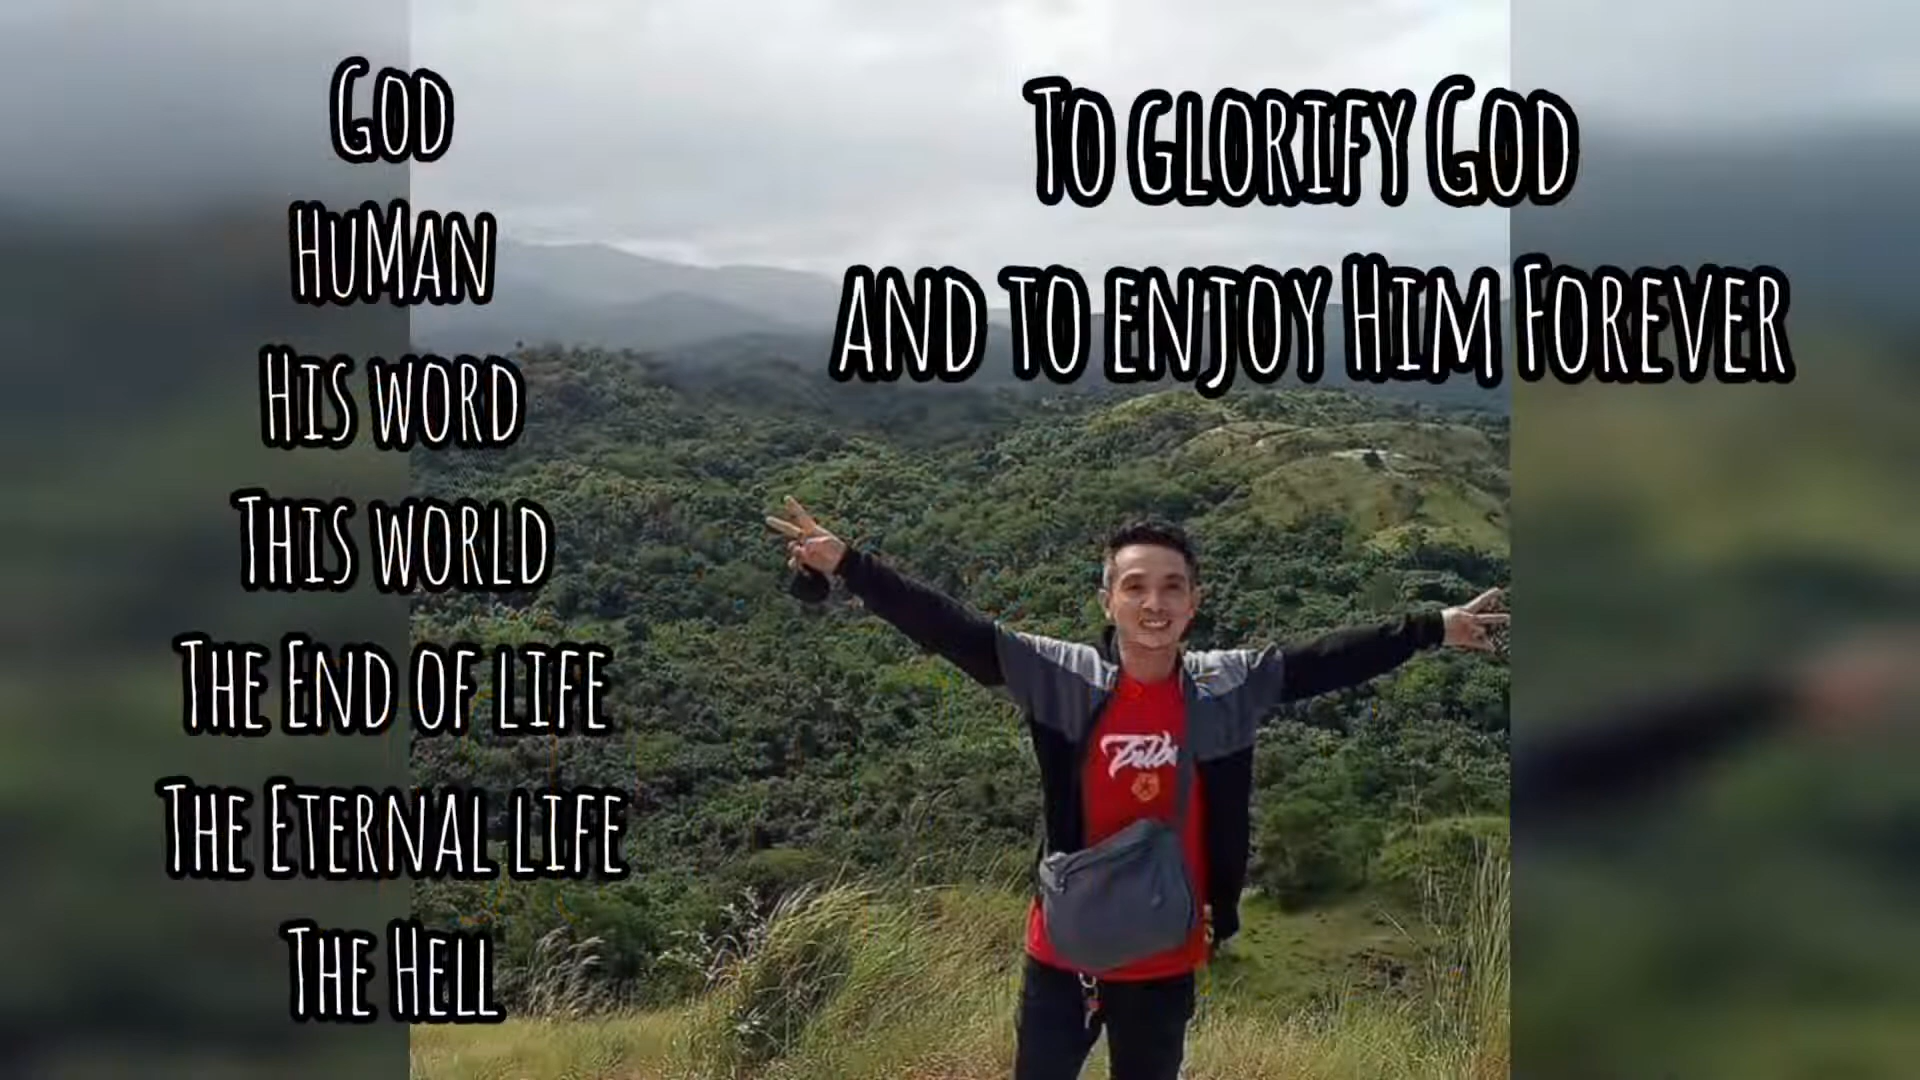 God
HuMan
His word
This world
The End of life
The Eternal life
The Hell
To glorify God
and to enjoy Him Forever